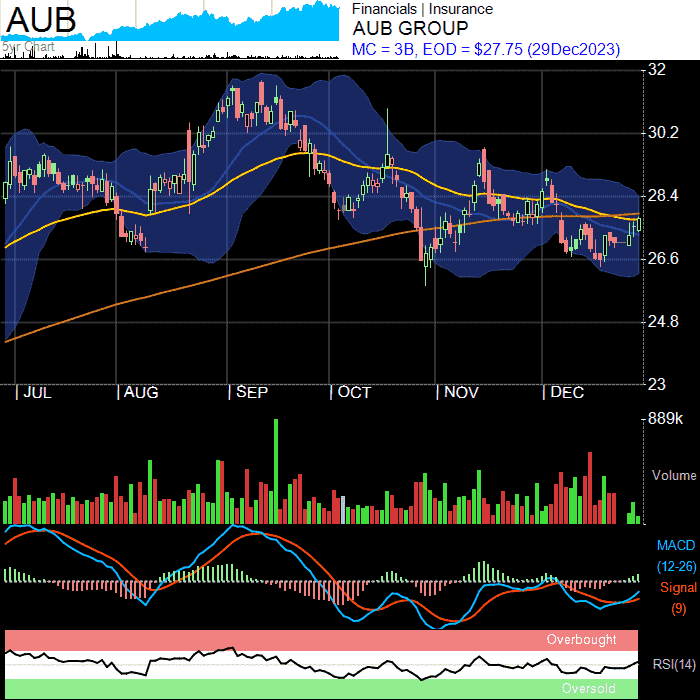 AUB
5yr Chart
Financials | Insurance
AUB GROUP
MC = 3B, EOD = $27.75 (29Dec2023)
32
30.2
28.4
26.6
24.8
23
| JUL | AUG | SEP | OCT | NOV | DEC
889k
Volume
MACD
(12-26)
Signal
(9)
Overbought
RSI(14)
Oversold